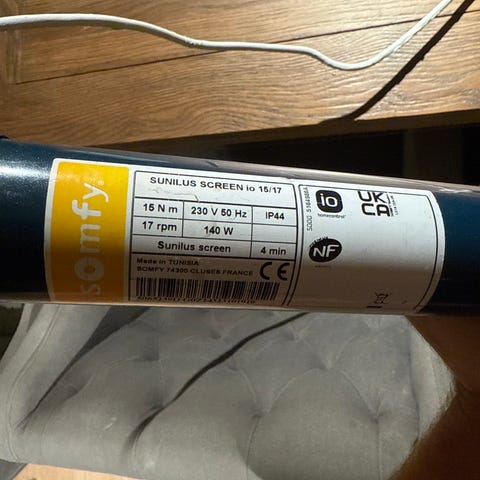 somfy.
SUNILUS SCREEN io 15/17
15 N m 230 V 50 Hz IP44
17 rpm 140 W
Sunilus screen 4 min
Made in TUNISIA
SOMFY 74300 CLUSES FRANCE
CE
io
homecontrol
UK
CA
NF